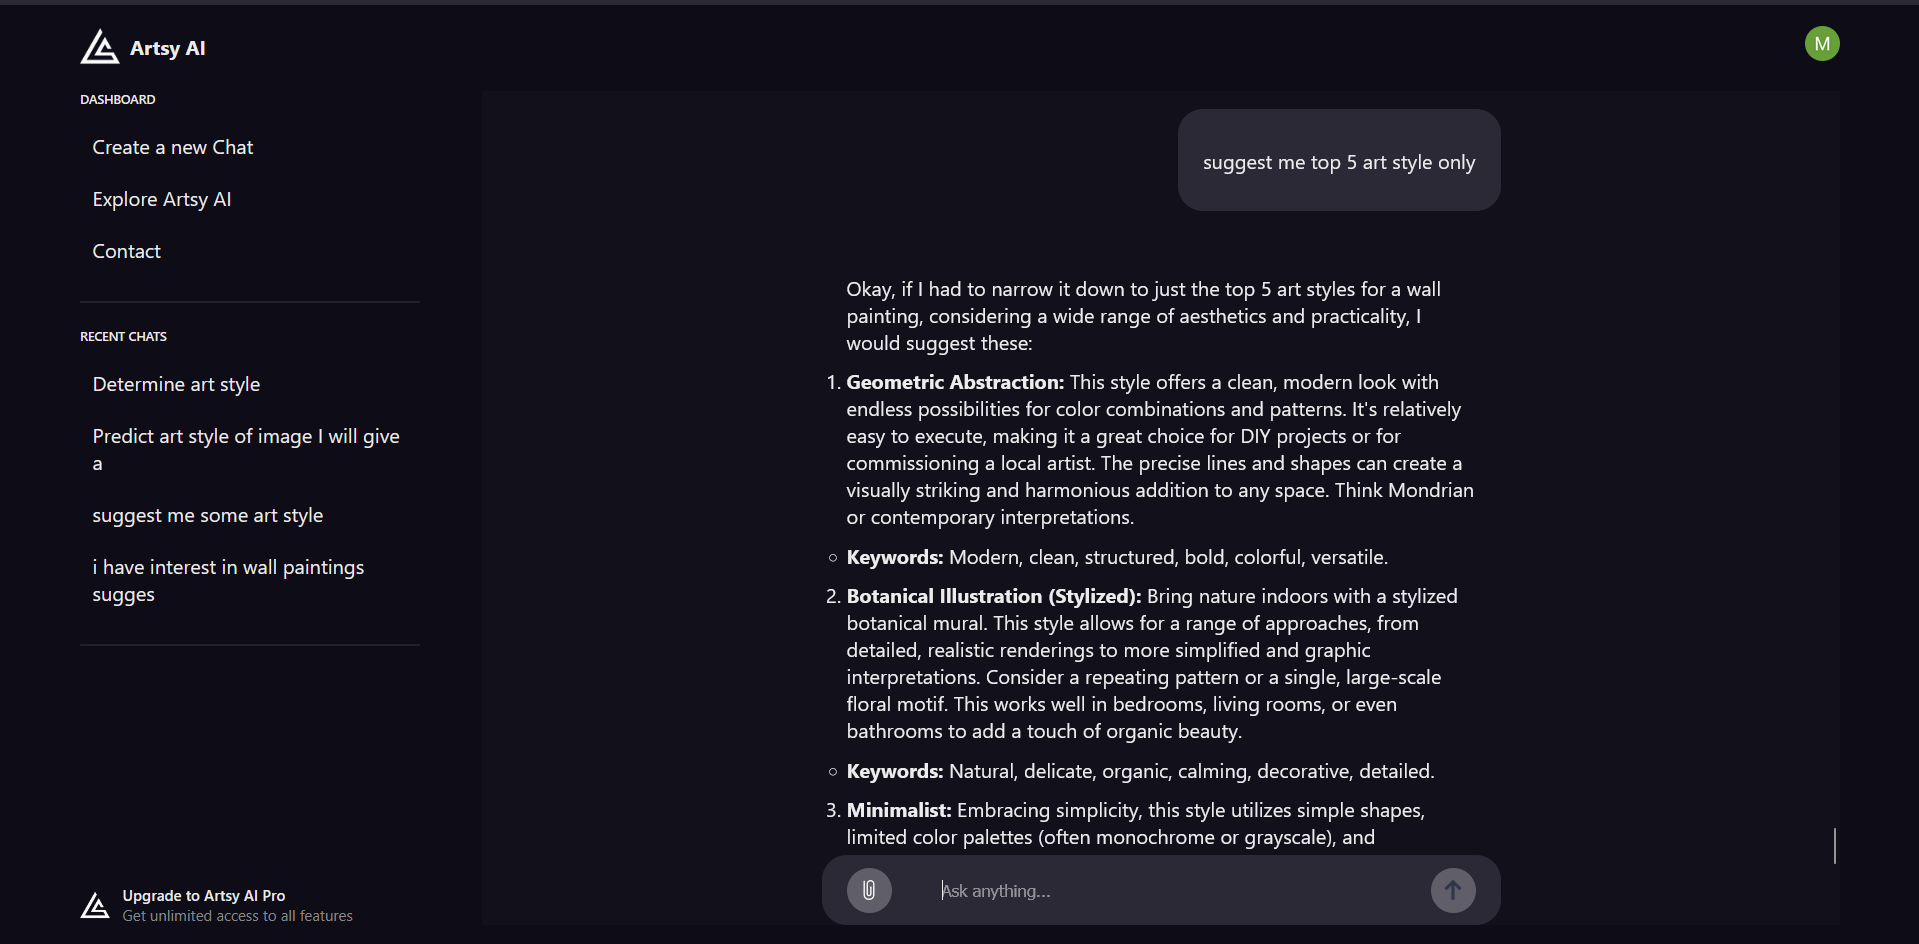 Artsy AI
M
DASHBOARD
Create a new Chat
Explore Artsy AI
Contact
RECENT CHATS
Determine art style
Predict art style of image I will give
a
suggest me some art style
i have interest in wall paintings
sugges
Upgrade to Artsy AI Pro
Get unlimited access to all features
suggest me top 5 art style only
Okay, if I had to narrow it down to just the top 5 art styles for a wall
painting, considering a wide range of aesthetics and practicality, I
would suggest these:
1. Geometric Abstraction: This style offers a clean, modern look with
endless possibilities for color combinations and patterns. It's relatively
easy to execute, making it a great choice for DIY projects or for
commissioning a local artist. The precise lines and shapes can create a
visually striking and harmonious addition to any space. Think Mondrian
or contemporary interpretations.
○ Keywords: Modern, clean, structured, bold, colorful, versatile.
2. Botanical Illustration (Stylized): Bring nature indoors with a stylized
botanical mural. This style allows for a range of approaches, from
detailed, realistic renderings to more simplified and graphic
interpretations. Consider a repeating pattern or a single, large-scale
floral motif. This works well in bedrooms, living rooms, or even
bathrooms to add a touch of organic beauty.
○ Keywords: Natural, delicate, organic, calming, decorative, detailed.
3. Minimalist: Embracing simplicity, this style utilizes simple shapes,
limited color palettes (often monochrome or grayscale), and
Ask anything...